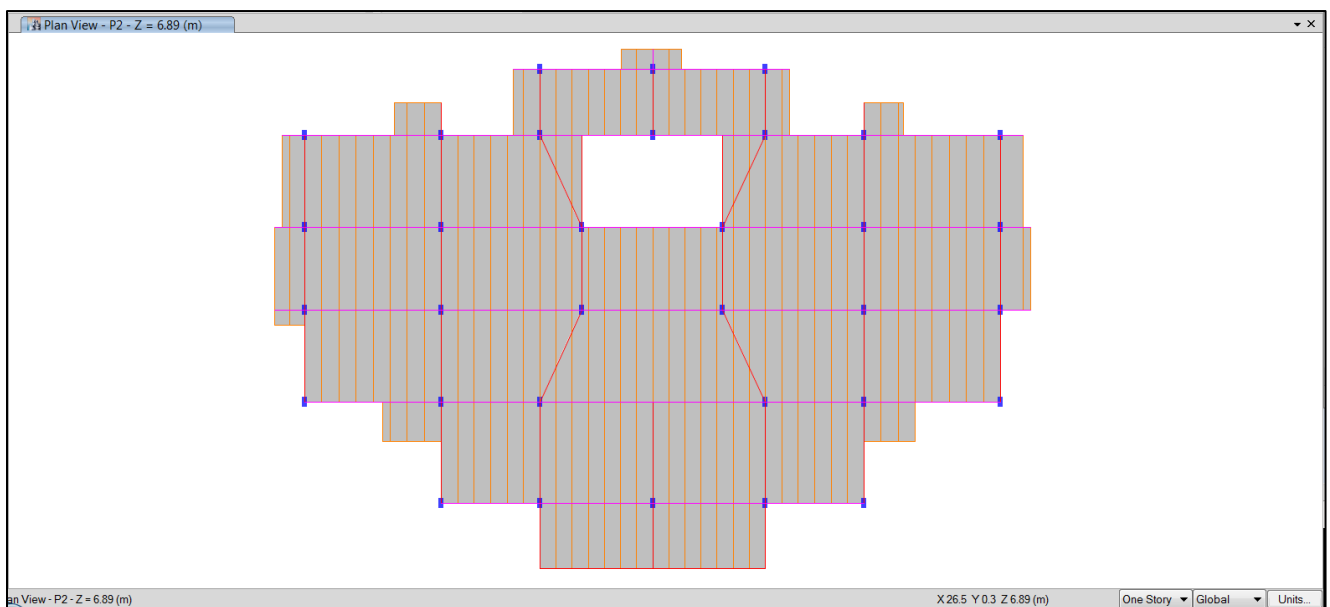 Plan View - P2 - Z = 6.89 (m)
an View - P2 - Z = 6.89 (m)
X 26.5 Y 0.3 Z 6.89 (m)
One Story
Global
Units...